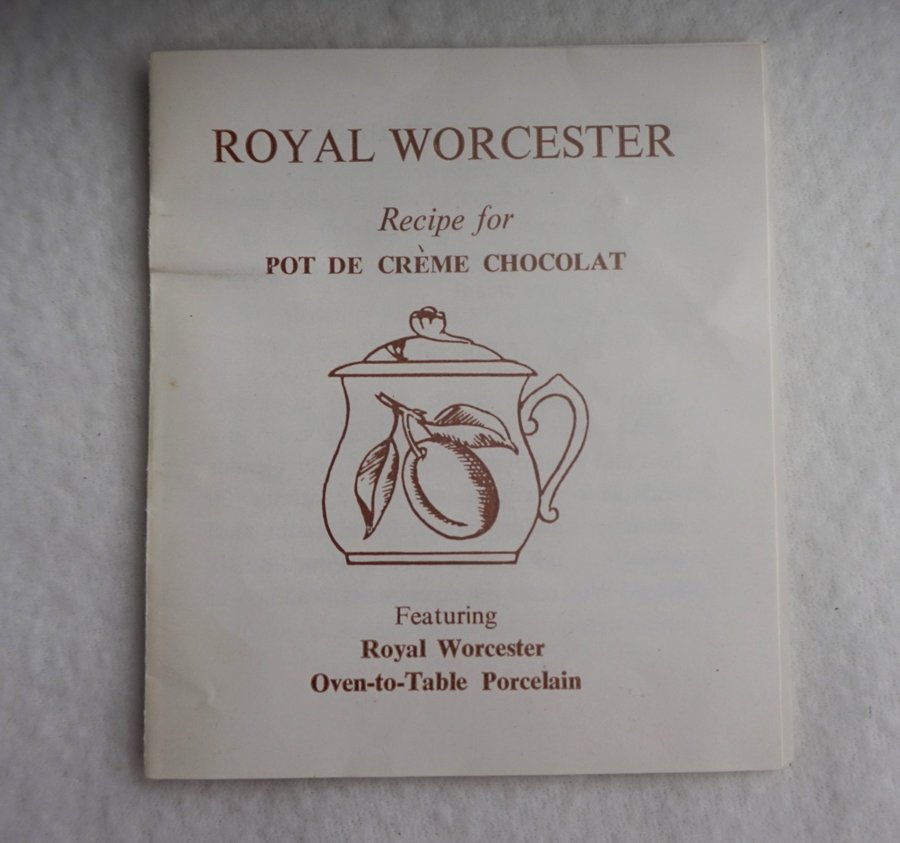 ROYAL WORCESTER
Recipe for
POT DE CRÈME CHOCOLAT
Featuring
Royal Worcester
Oven-to-Table Porcelain